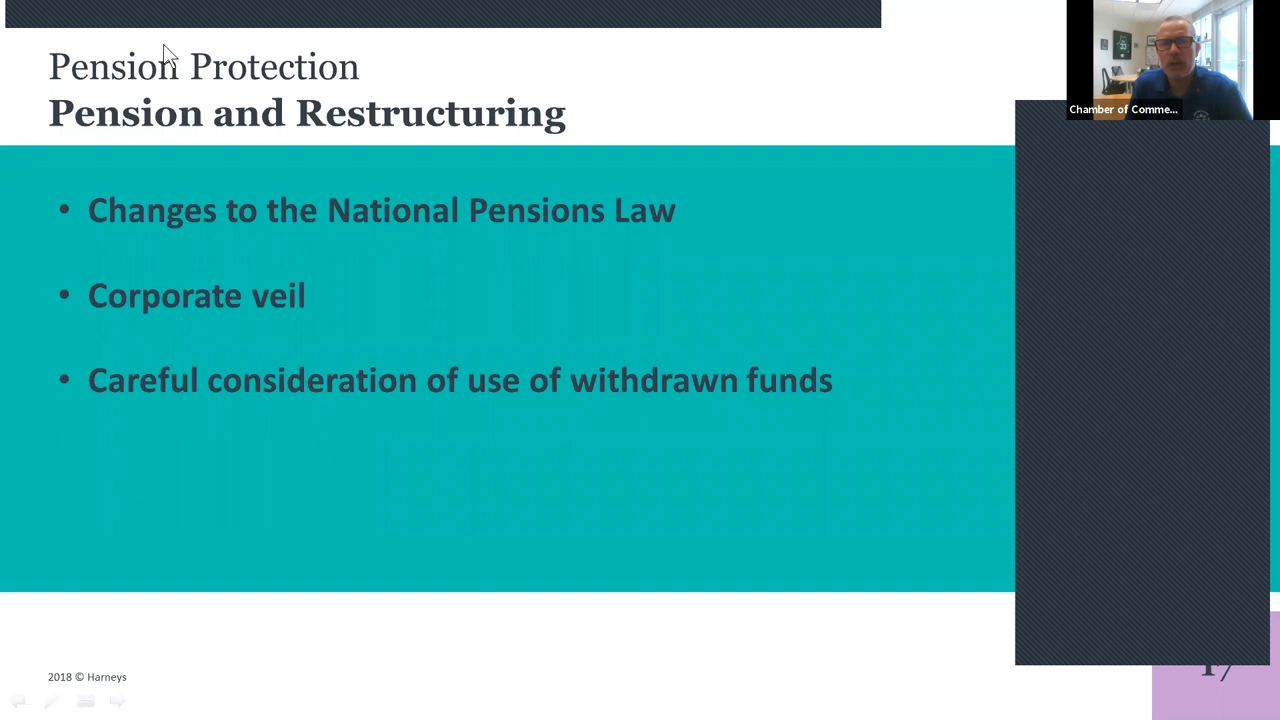 Pension Protection
Pension and Restructuring
Chamber of Comme...
• Changes to the National Pensions Law
• Corporate veil
• Careful consideration of use of withdrawn funds
2018 © Harneys